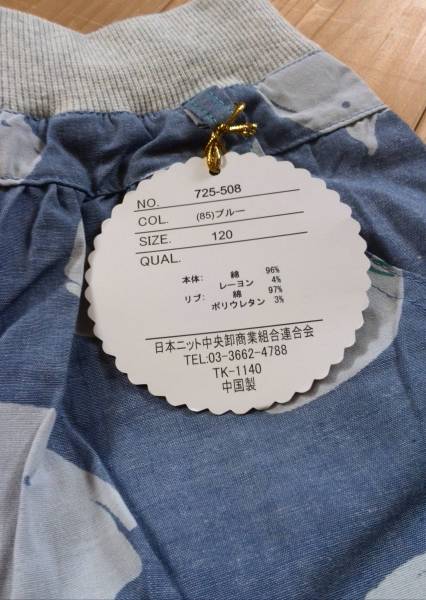 NO. 725-508
COL. (85)ブルー
SIZE. 120
QUAL.
本体: 綿 96%
レーヨン 4%
リブ: 綿 97%
ポリウレタン 3%
日本ニット中央卸商業組合連合会
TEL:03-3662-4788
TK-1140
中国製